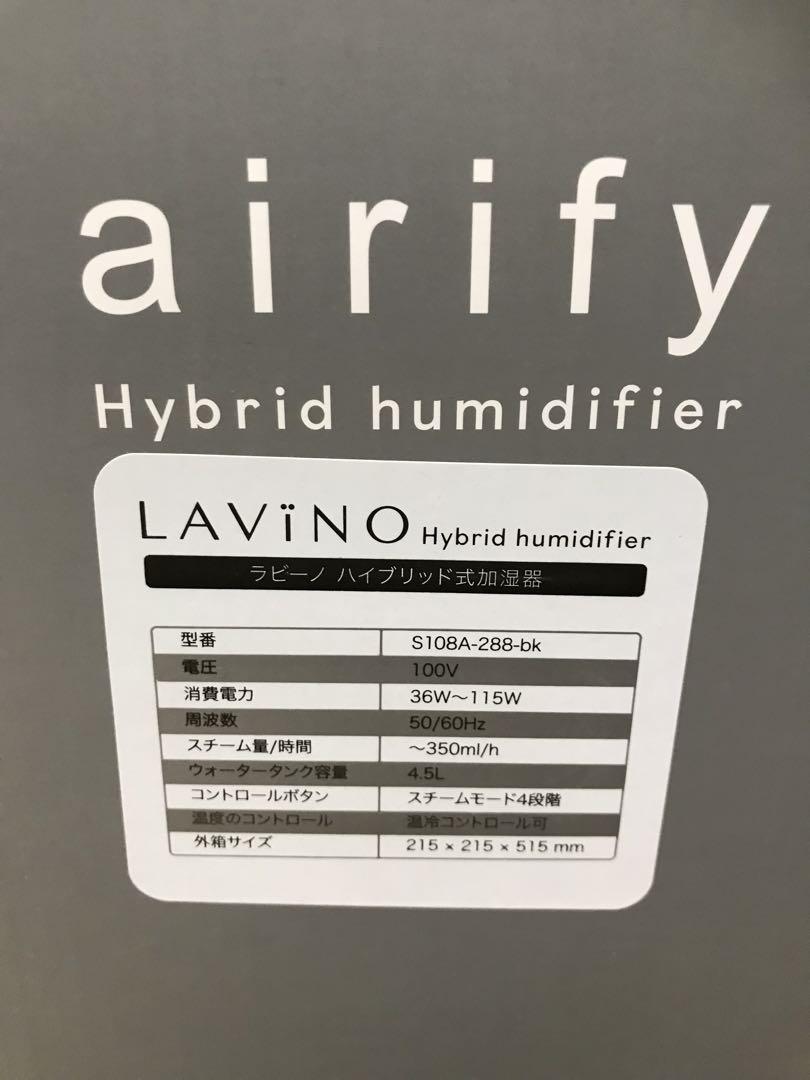 airify
Hybrid humidifier
LAVïNO Hybrid humidifier
ラビーノ ハイブリッド式加湿器
型番 S108A-288-bk
電圧 100V
消費電力 36W〜115W
周波数 50/60Hz
スチーム量/時間 〜350ml/h
ウォータータンク容量 4.5L
コントロールボタン スチームモード4段階
温度のコントロール 温冷コントロール可
外箱サイズ 215 × 215 × 515 mm